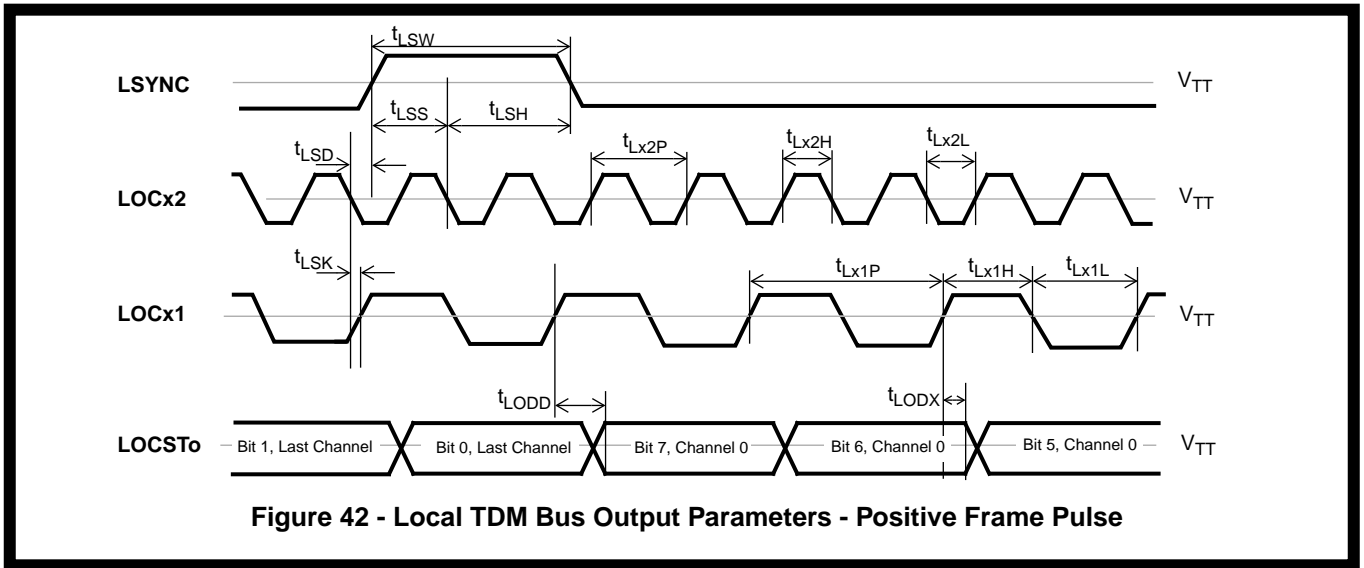 tLSW
LSYNC
VTT
tLSS
tLSH
tLSD
tLx2P
tLx2H
tLx2L
LOCx2
VTT
tLSK
tLx1P
tLx1H
tLx1L
LOCx1
VTT
tLODD
tLODX
LOCSTo
Bit 1, Last Channel
Bit 0, Last Channel
Bit 7, Channel 0
Bit 6, Channel 0
Bit 5, Channel 0
VTT
Figure 42 - Local TDM Bus Output Parameters - Positive Frame Pulse